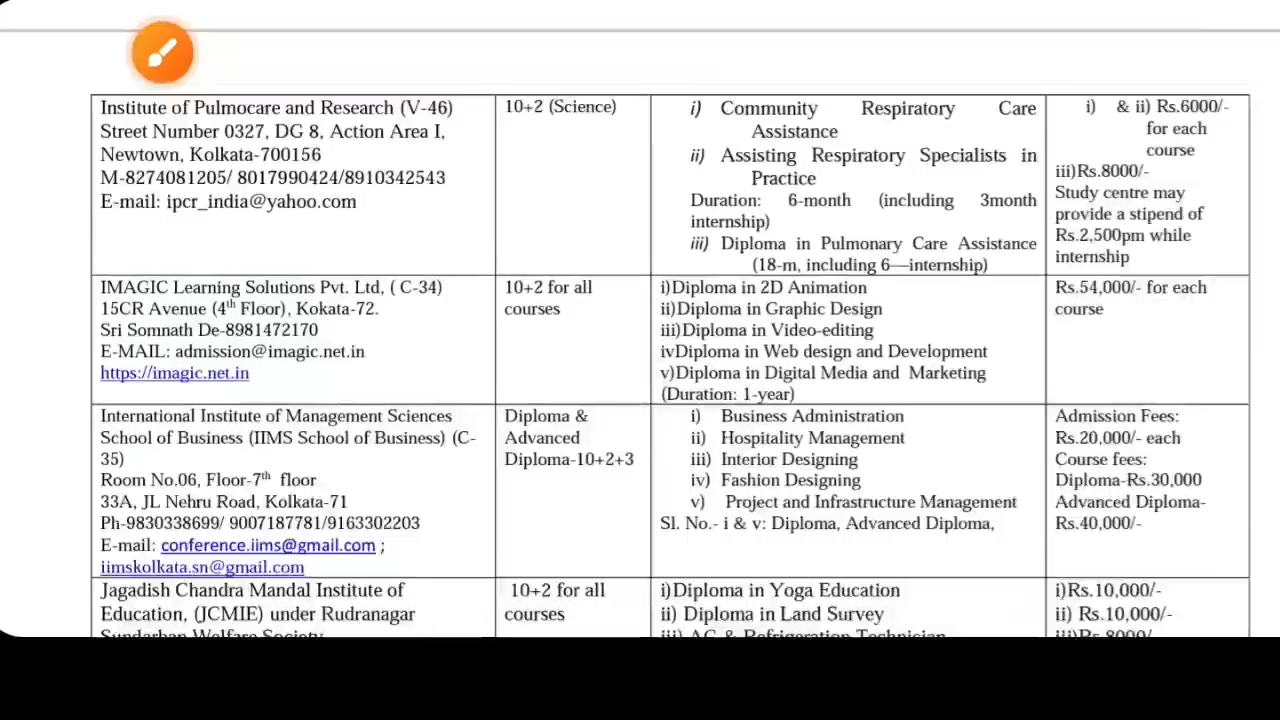 Institute of Pulmocare and Research (V-46)
Street Number 0327, DG 8, Action Area I,
Newtown, Kolkata-700156
M-8274081205/ 8017990424/8910342543
E-mail: ipcr_india@yahoo.com
10+2 (Science)
i) Community Respiratory Care
Assistance
ii) Assisting Respiratory Specialists in
Practice
Duration: 6-month (including 3month
internship)
iii) Diploma in Pulmonary Care Assistance
(18-m, including 6—internship)
i) & ii) Rs.6000/-
for each
course
iii)Rs.8000/-
Study centre may
provide a stipend of
Rs.2,500pm while
internship
IMAGIC Learning Solutions Pvt. Ltd, ( C-34)
15CR Avenue (4th Floor), Kokata-72.
Sri Somnath De-8981472170
E-MAIL: admission@imagic.net.in
https://imagic.net.in
10+2 for all
courses
i)Diploma in 2D Animation
ii)Diploma in Graphic Design
iii)Diploma in Video-editing
ivDiploma in Web design and Development
v)Diploma in Digital Media and Marketing
(Duration: 1-year)
Rs.54,000/- for each
course
International Institute of Management Sciences
School of Business (IIMS School of Business) (C-
35)
Room No.06, Floor-7th floor
33A, JL Nehru Road, Kolkata-71
Ph-9830338699/ 9007187781/9163302203
E-mail: conference.iims@gmail.com ;
iimskolkata.sn@gmail.com
Diploma &
Advanced
Diploma-10+2+3
i) Business Administration
ii) Hospitality Management
iii) Interior Designing
iv) Fashion Designing
v) Project and Infrastructure Management
Sl. No.- i & v: Diploma, Advanced Diploma,
Admission Fees:
Rs.20,000/- each
Course fees:
Diploma-Rs.30,000
Advanced Diploma-
Rs.40,000/-
Jagadish Chandra Mandal Institute of
Education, (JCMIE) under Rudranagar
Sundarban Welfare Society
10+2 for all
courses
i)Diploma in Yoga Education
ii) Diploma in Land Survey
iii) AC & Refrigeration Technician
i)Rs.10,000/-
ii) Rs.10,000/-
iii)Rs.8000/-